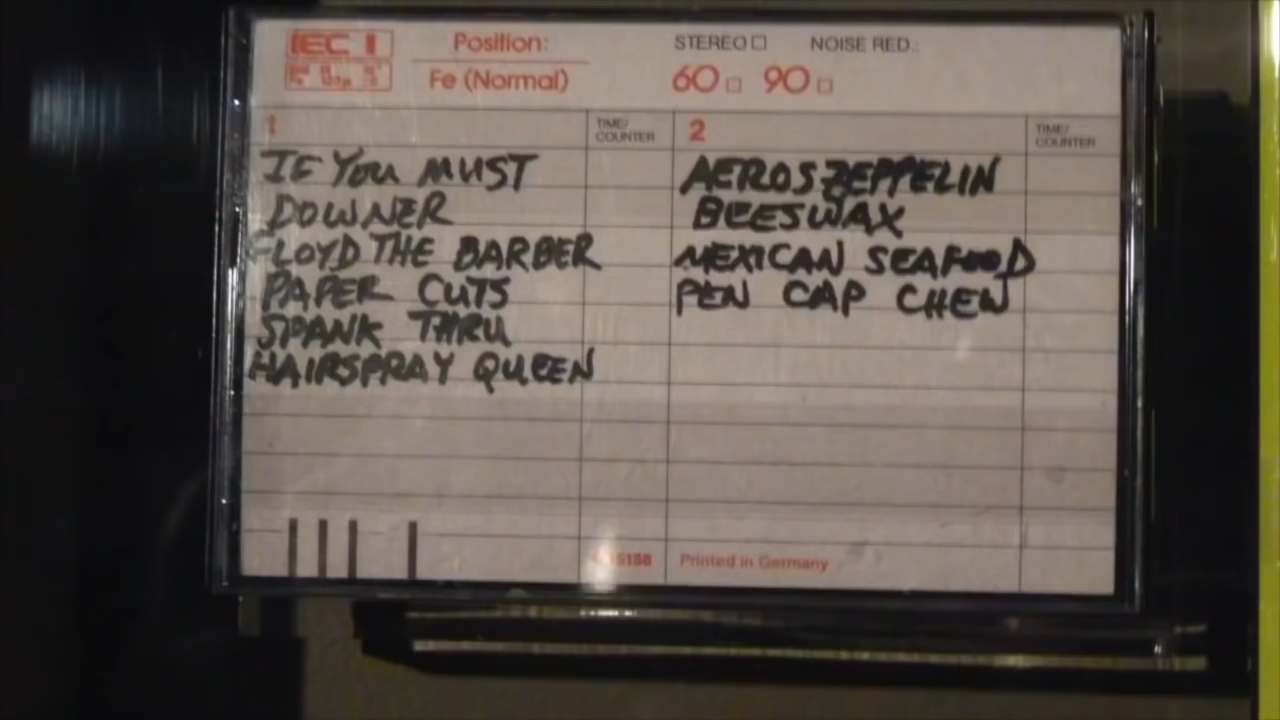 IEC I
Position:
Fe (Normal)
STEREO
NOISE RED.:
60
90
1
TIME/
COUNTER
IF YOU MUST
DOWNER
FLOYD THE BARBER
PAPER CUTS
SPANK THRU
HAIRSPRAY QUEEN
2
TIME/
COUNTER
AEROSZEPPELIN
BEESWAX
MEXICAN SEAFOOD
PEN CAP CHEW
Printed in Germany